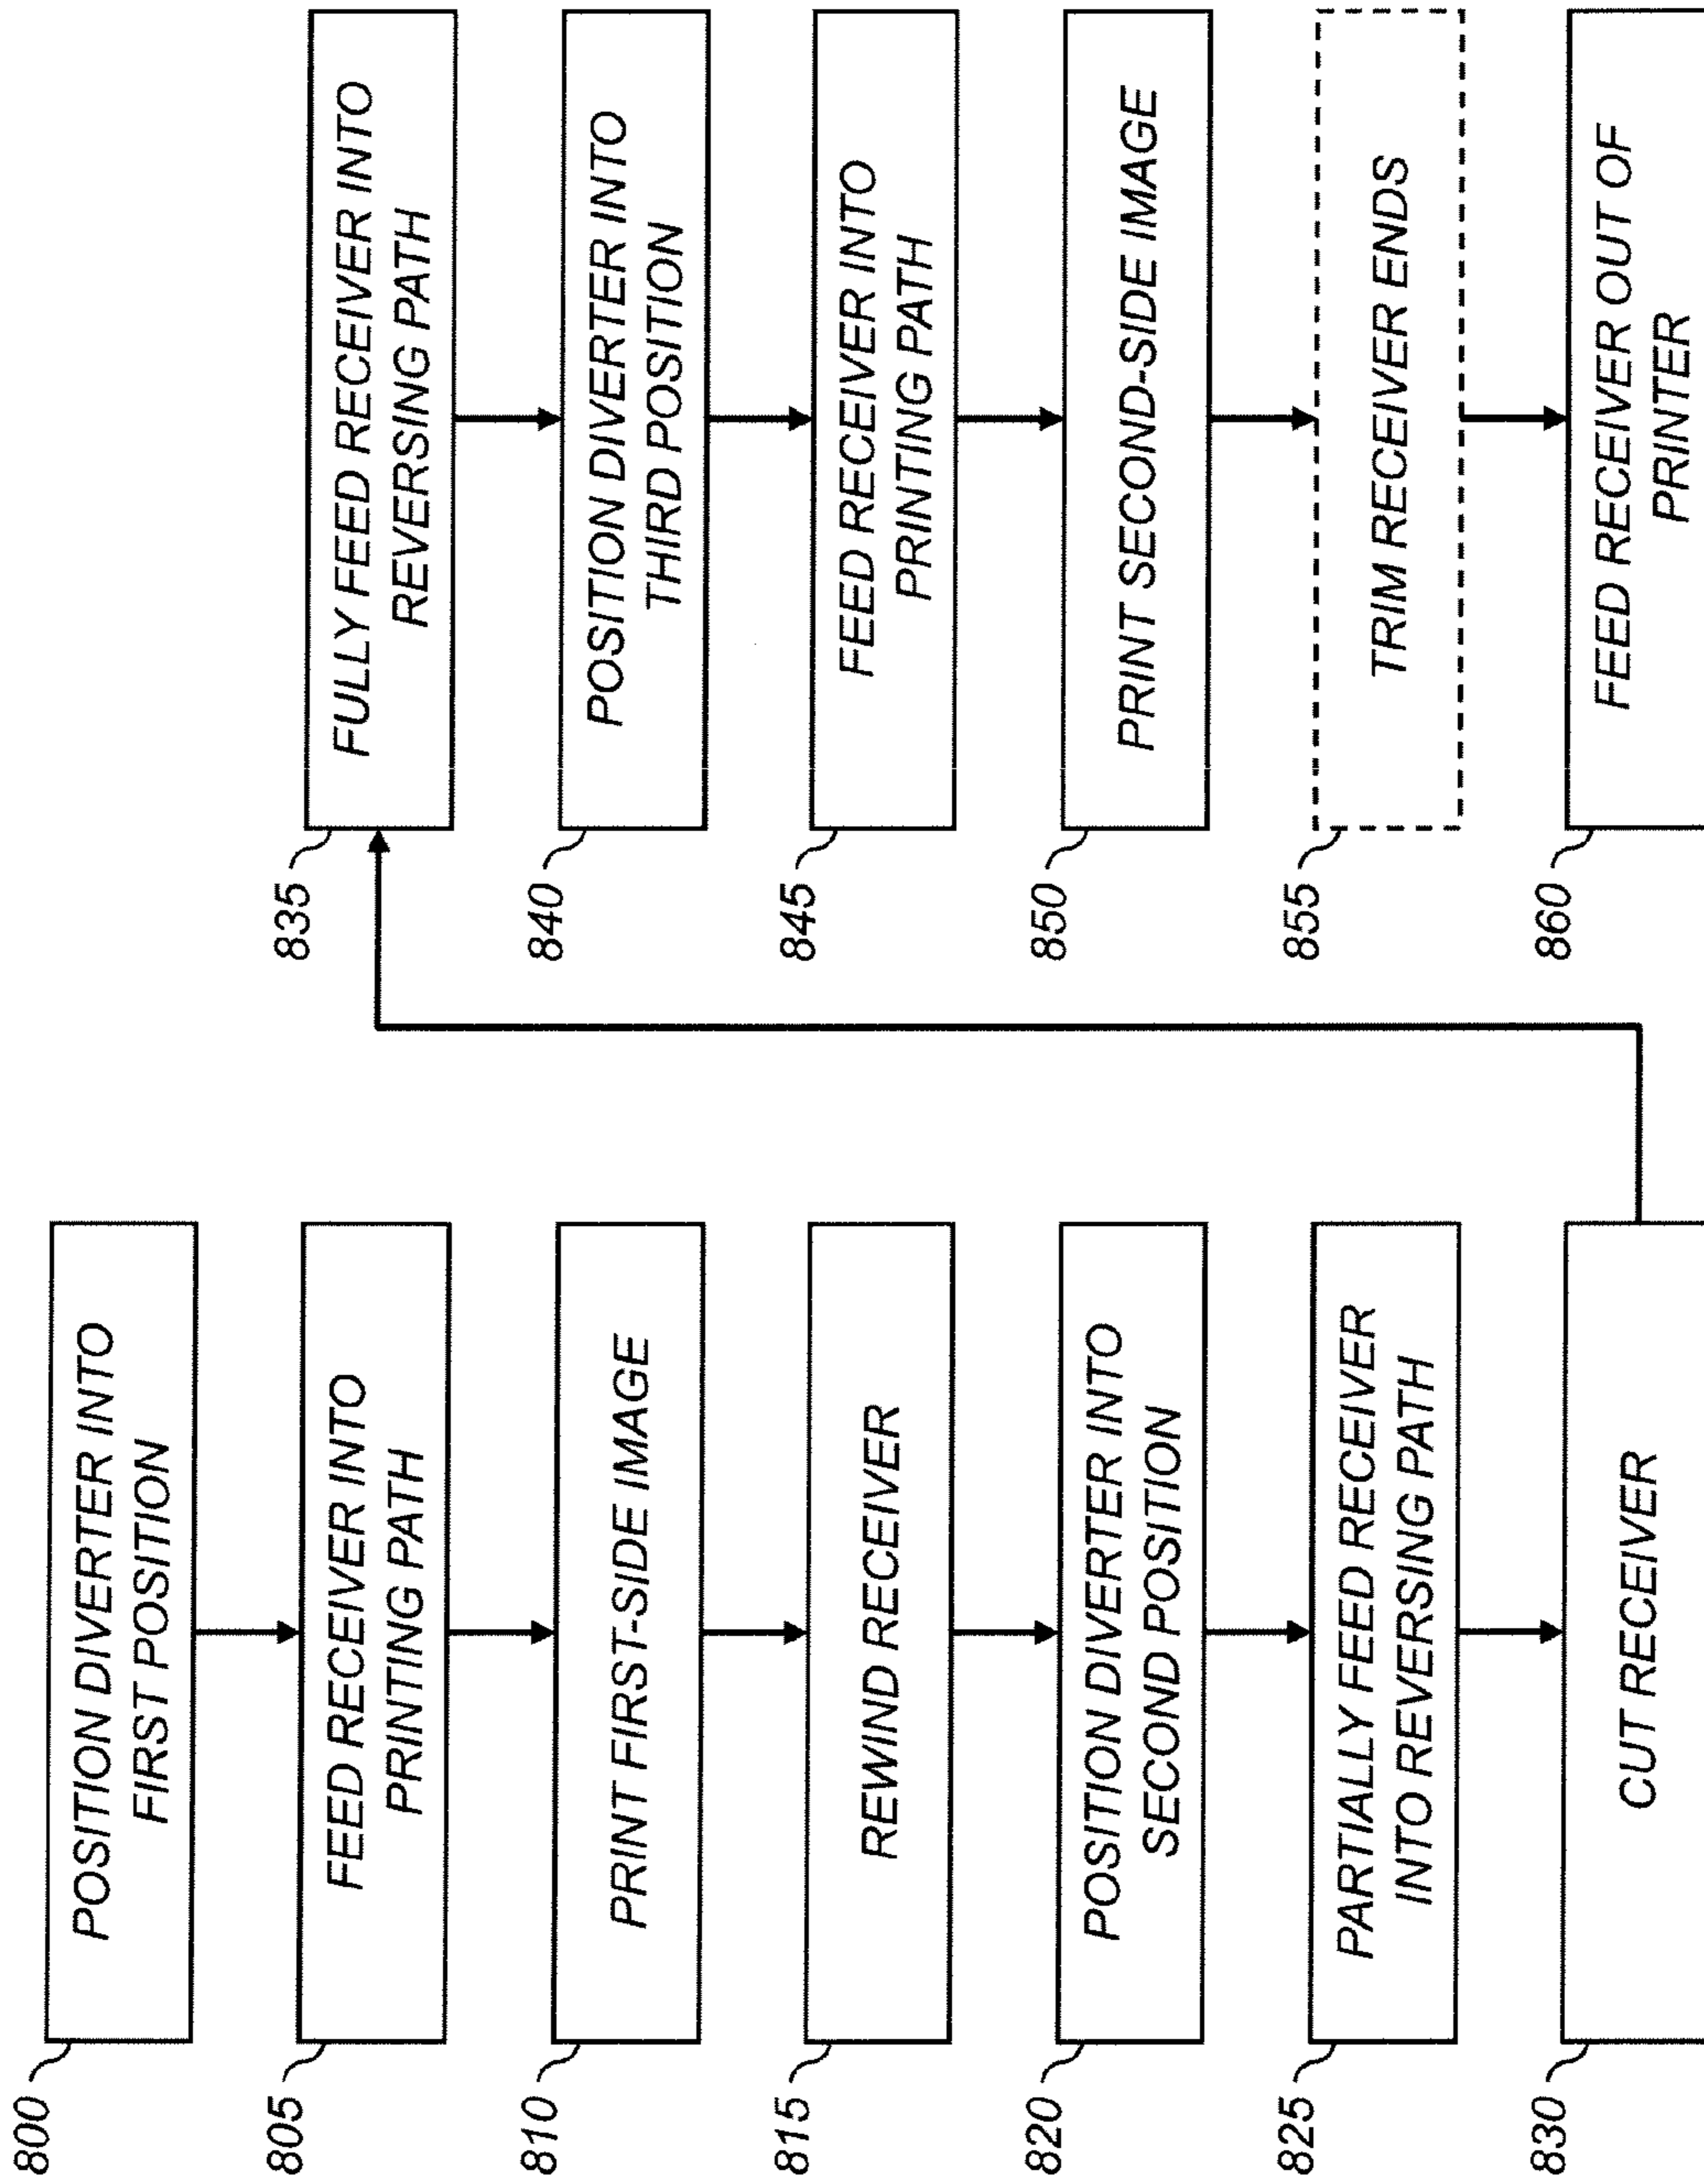 800
POSITION DIVERTER INTO
FIRST POSITION
805
FEED RECEIVER INTO
PRINTING PATH
810
PRINT FIRST-SIDE IMAGE
815
REWIND RECEIVER
820
POSITION DIVERTER INTO
SECOND POSITION
825
PARTIALLY FEED RECEIVER
INTO REVERSING PATH
830
CUT RECEIVER
835
FULLY FEED RECEIVER INTO
REVERSING PATH
840
POSITION DIVERTER INTO
THIRD POSITION
845
FEED RECEIVER INTO
PRINTING PATH
850
PRINT SECOND-SIDE IMAGE
855
TRIM RECEIVER ENDS
860
FEED RECEIVER OUT OF
PRINTER